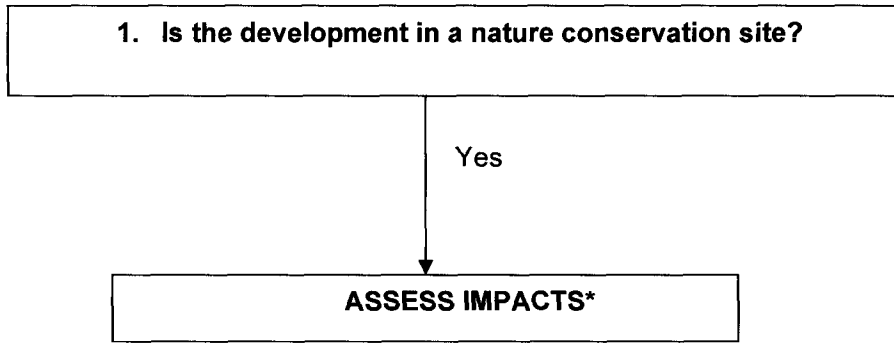 1. Is the development in a nature conservation site?
Yes
ASSESS IMPACTS*